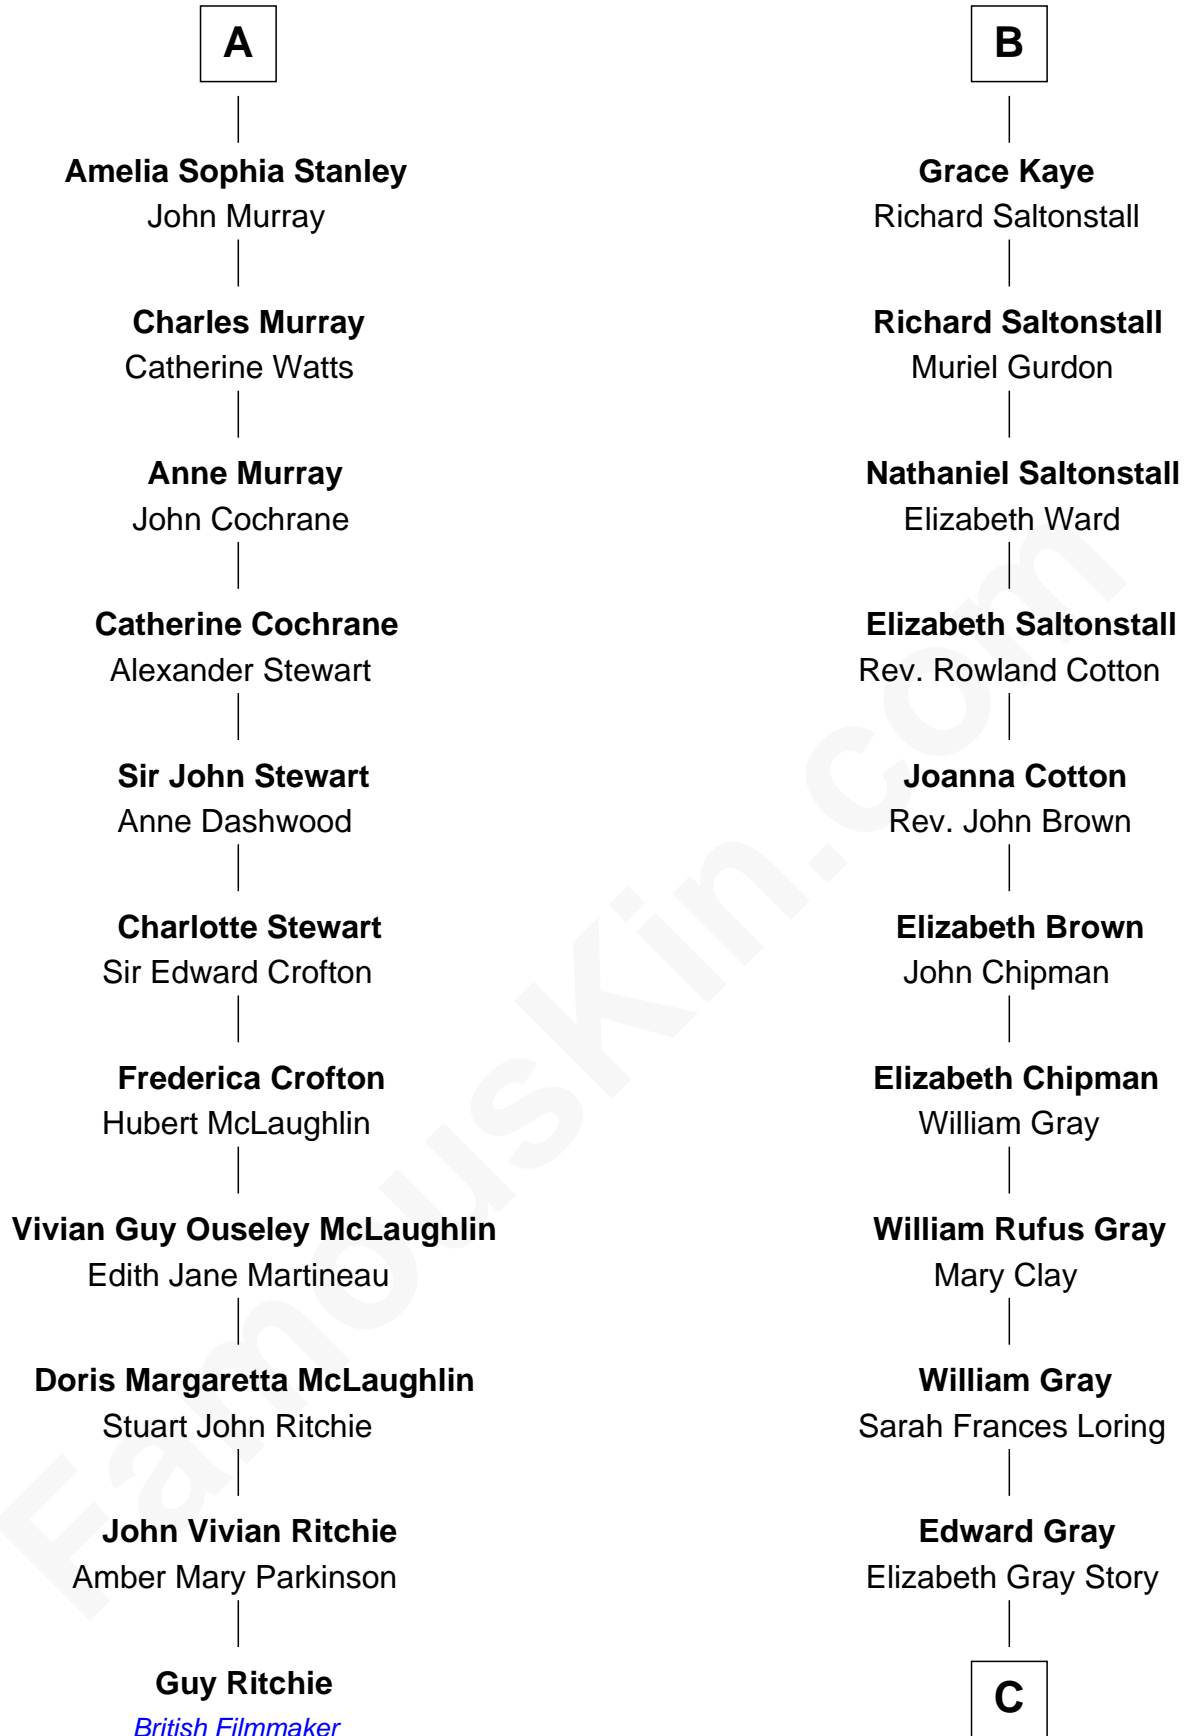 A
Amelia Sophia Stanley
John Murray
Charles Murray
Catherine Watts
Anne Murray
John Cochrane
Catherine Cochrane
Alexander Stewart
Sir John Stewart
Anne Dashwood
Charlotte Stewart
Sir Edward Crofton
Frederica Crofton
Hubert McLaughlin
Vivian Guy Ouseley McLaughlin
Edith Jane Martineau
Doris Margaretta McLaughlin
Stuart John Ritchie
John Vivian Ritchie
Amber Mary Parkinson
Guy Ritchie
British Filmmaker
B
Grace Kaye
Richard Saltonstall
Richard Saltonstall
Muriel Gurdon
Nathaniel Saltonstall
Elizabeth Ward
Elizabeth Saltonstall
Rev. Rowland Cotton
Joanna Cotton
Rev. John Brown
Elizabeth Brown
John Chipman
Elizabeth Chipman
William Gray
William Rufus Gray
Mary Clay
William Gray
Sarah Frances Loring
Edward Gray
Elizabeth Gray Story
C
FamousKin.com